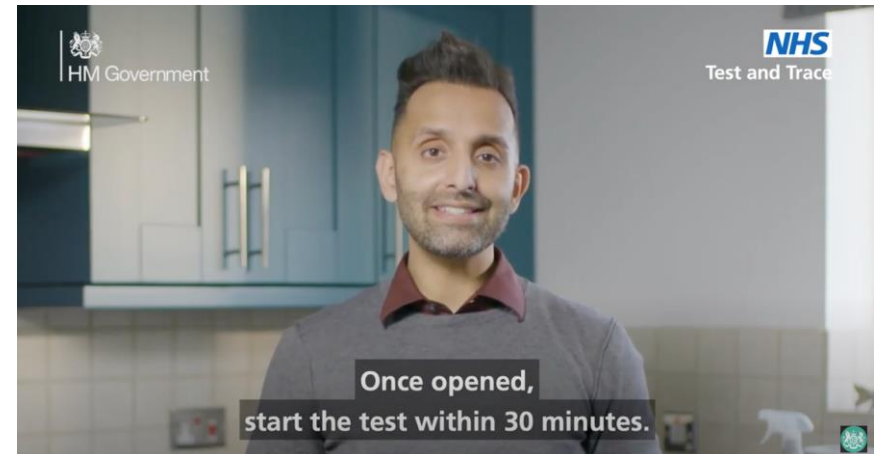 HM Government
NHS
Test and Trace
Once opened,
start the test within 30 minutes.